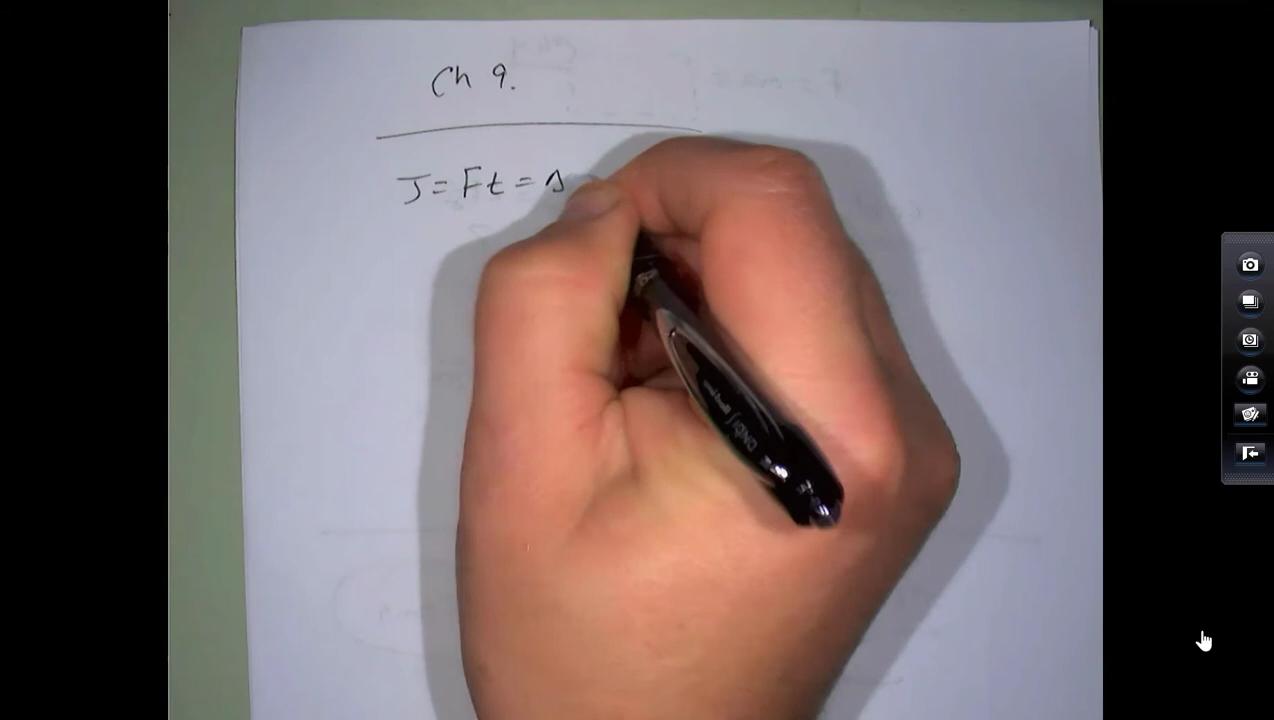 Ch 9.
J = Ft = Δ